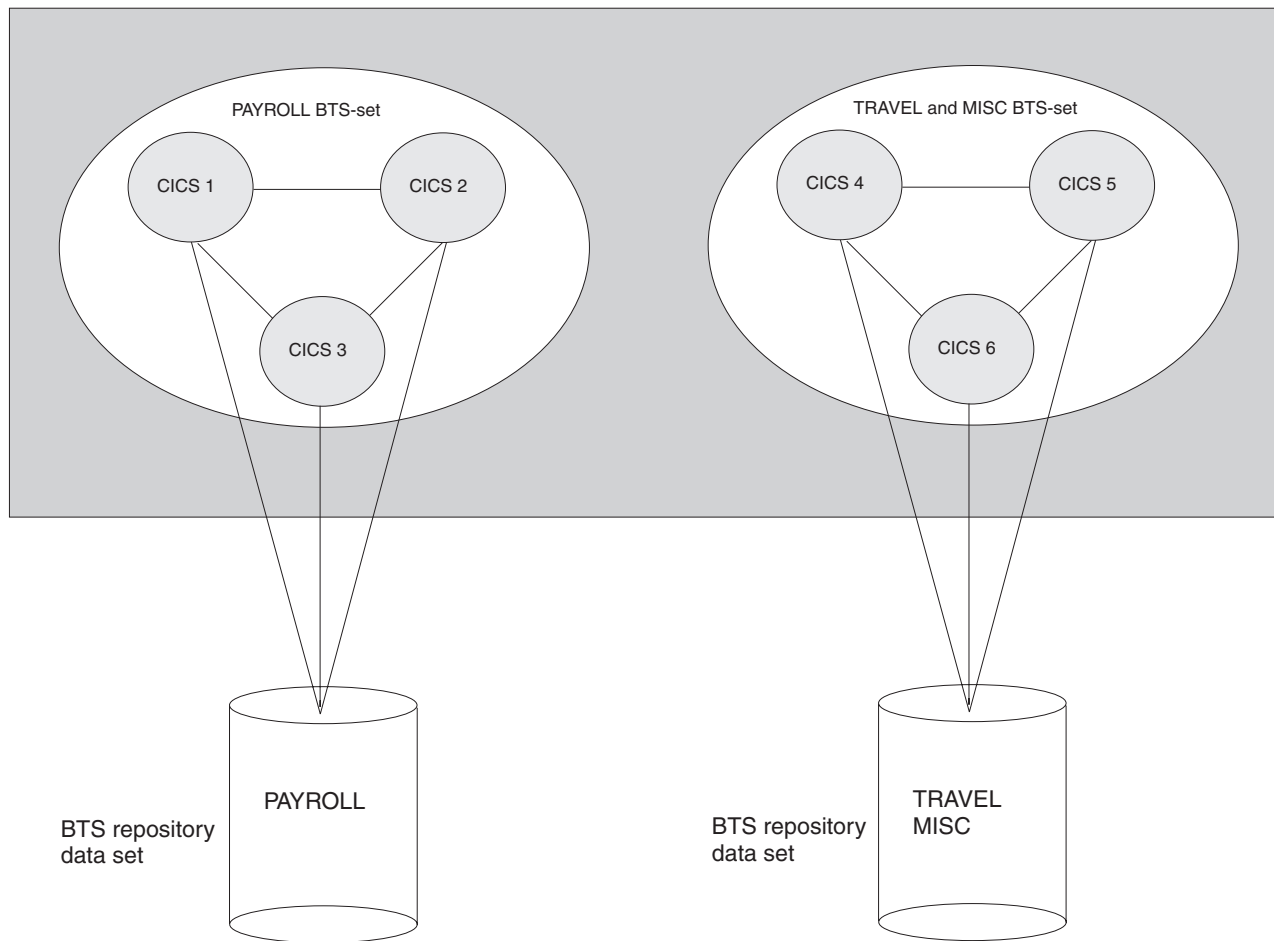 PAYROLL BTS-set
CICS 1
CICS 2
CICS 3
TRAVEL and MISC BTS-set
CICS 4
CICS 5
CICS 6
PAYROLL
BTS repository
data set
TRAVEL
MISC
BTS repository
data set